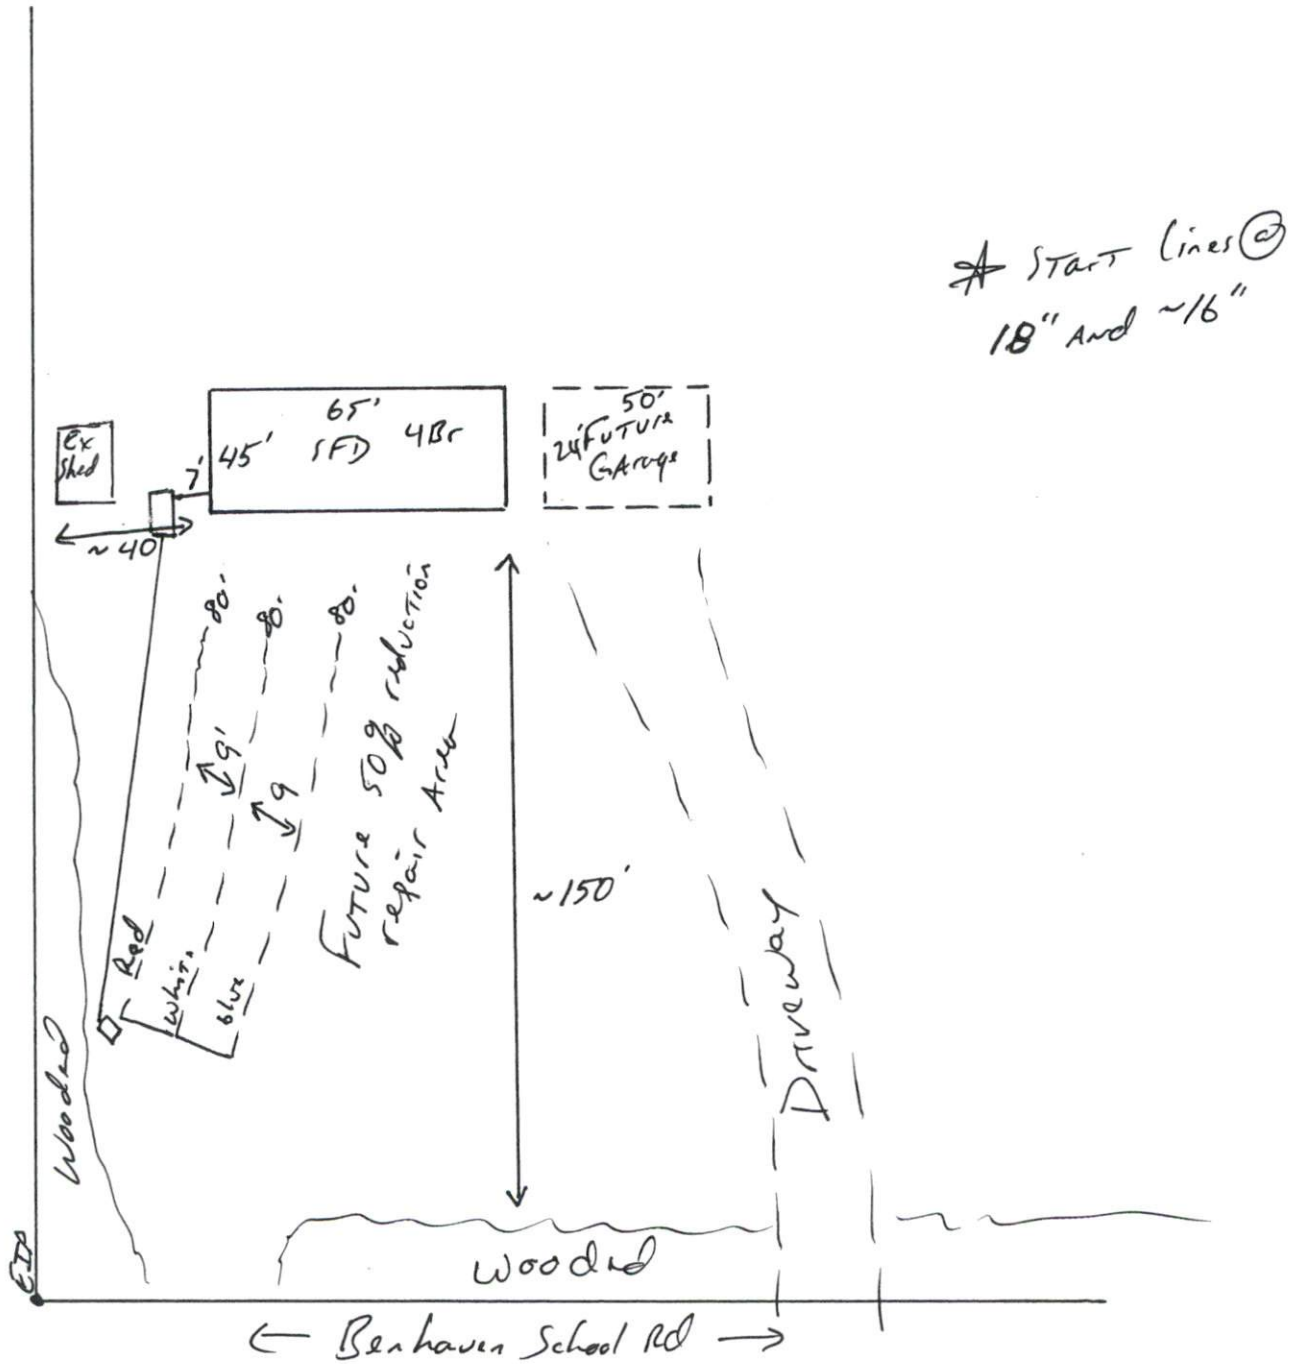 * Start lines @
18" And ~16"
65'
45' SFD 4Br
50'
24' Future
Garage
Ex
Shed
7'
~40
80'
80'
80'
9'
9
Future 50% reduction
repair Area
~150'
Red
White
blue
Driveway
Wooded
Wooded
EIP
← Benhaven School Rd →